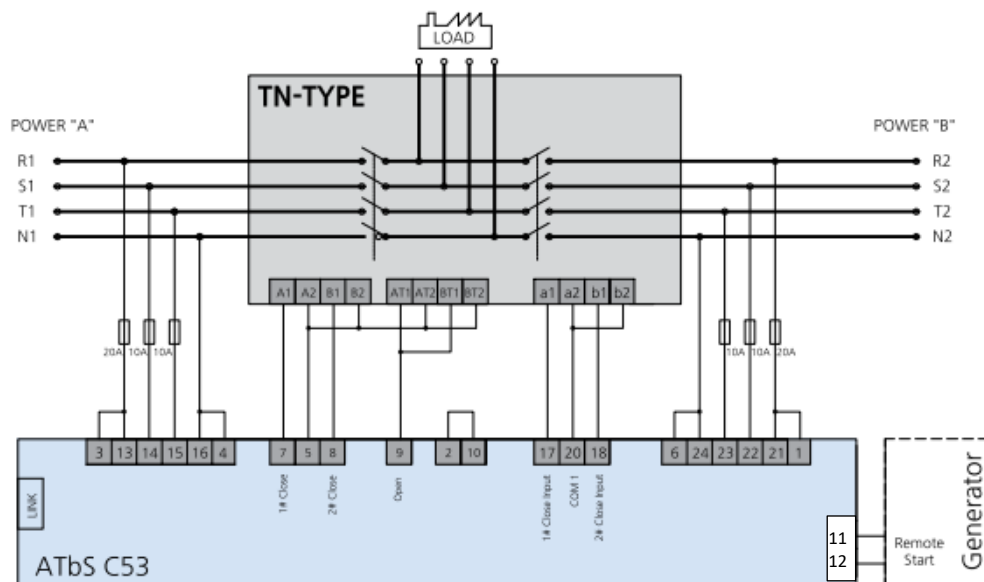 LOAD
TN-TYPE
POWER "A"
POWER "B"
R1
R2
S1
S2
T1
T2
N1
N2
A1 A2 B1 B2 AT1 AT2 BT1 BT2 a1 a2 b1 b2
20A 10A 10A 10A 10A 20A
3 13 14 15 16 4 7 5 8 9 2 10 17 20 18 6 24 23 22 21 1
1# Close
2# Close
Open
1# Close Input
COM 1
2# Close Input
LINK
ATbS C53
11
12
Remote
Start
Generator